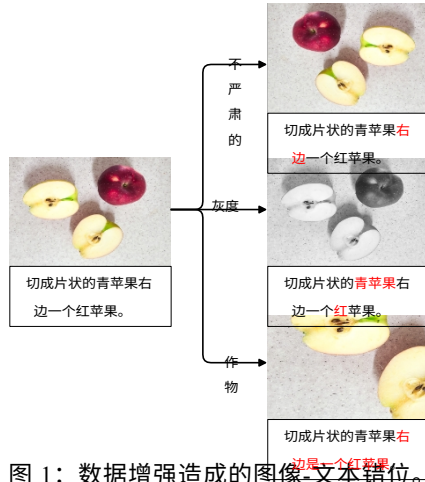 不
严
肃
的
切成片状的青苹果右
边一个红苹果。
灰度
切成片状的青苹果右
边一个红苹果。
切成片状的青苹果右
边一个红苹果。
作
物
切成片状的青苹果右
边是一个红苹果
图 1：数据增强造成的图像-文本错位。